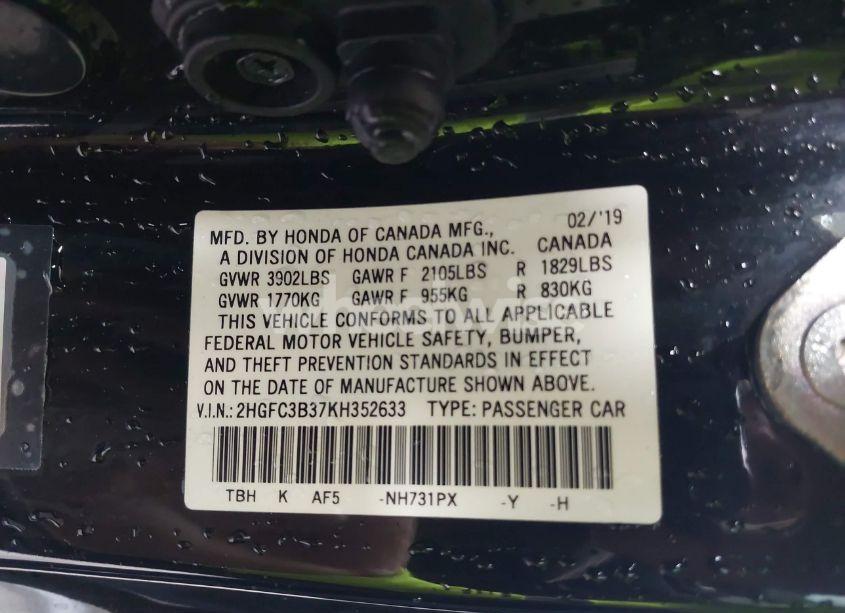 MFD. BY HONDA OF CANADA MFG., 02/'19
A DIVISION OF HONDA CANADA INC. CANADA
GVWR 3902LBS GAWR F 2105LBS R 1829LBS
GVWR 1770KG GAWR F 955KG R 830KG
THIS VEHICLE CONFORMS TO ALL APPLICABLE
FEDERAL MOTOR VEHICLE SAFETY, BUMPER,
AND THEFT PREVENTION STANDARDS IN EFFECT
ON THE DATE OF MANUFACTURE SHOWN ABOVE.
V.I.N.: 2HGFC3B37KH352633 TYPE: PASSENGER CAR
TBH K AF5 -NH731PX -Y -H